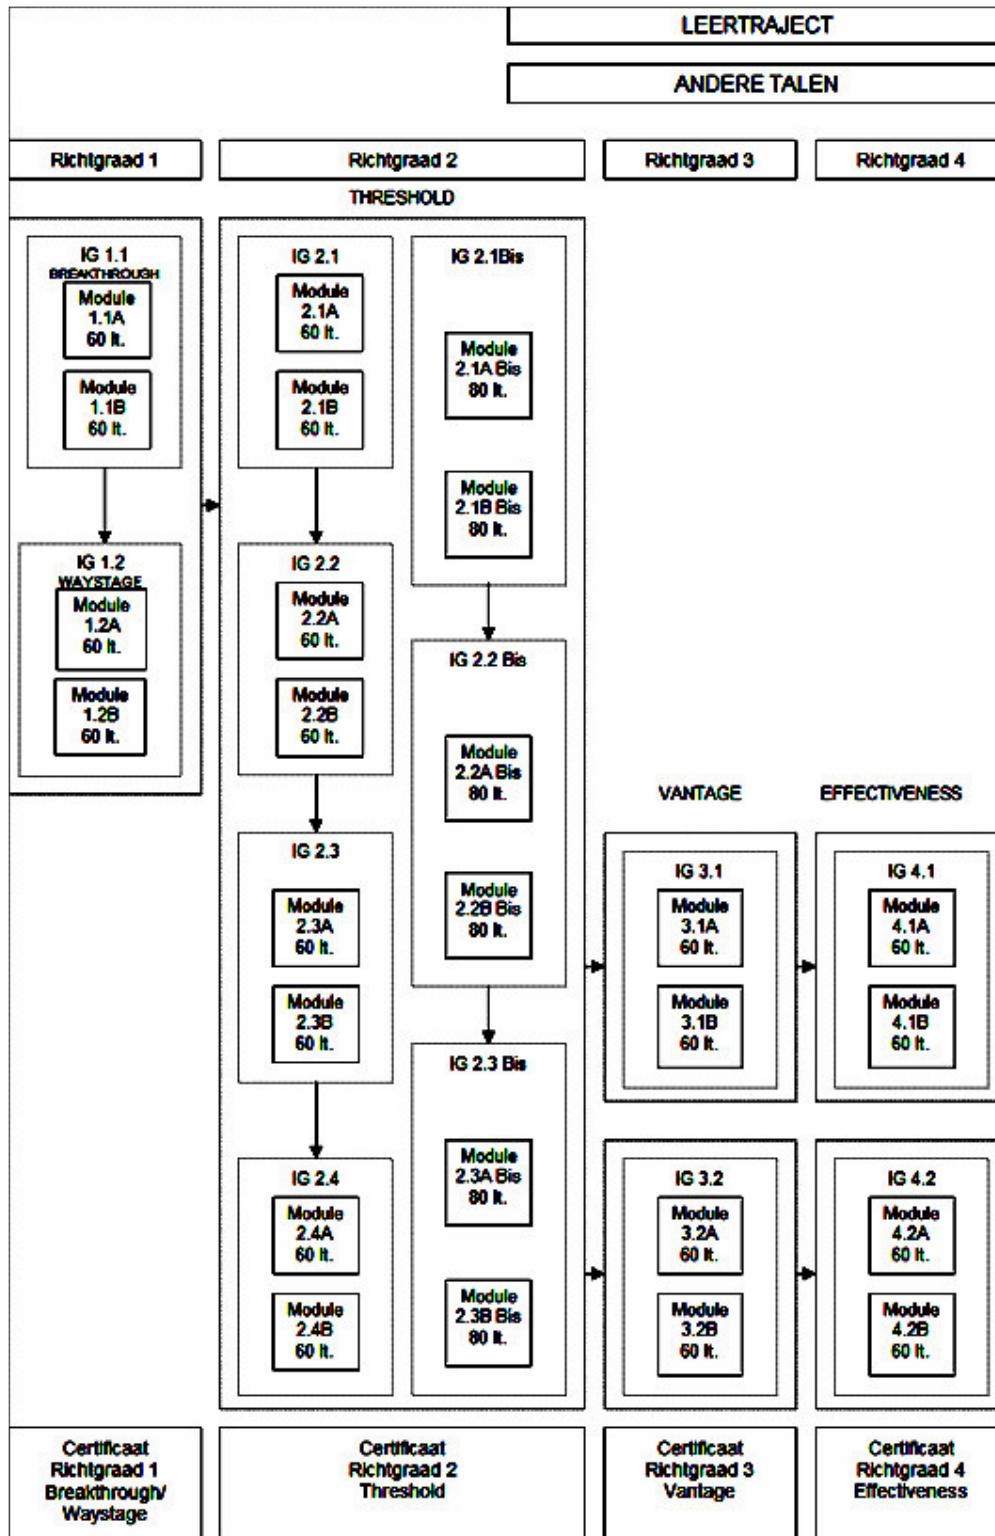 LEERTRAJECT
ANDERE TALEN
Richtgraad 1
Richtgraad 2
Richtgraad 3
Richtgraad 4
THRESHOLD
IG 1.1
BREAKTHROUGH
Module
1.1A
60 lt.
Module
1.1B
60 lt.
IG 1.2
WAYSTAGE
Module
1.2A
60 lt.
Module
1.2B
60 lt.
IG 2.1
Module
2.1A
60 lt.
Module
2.1B
60 lt.
IG 2.2
Module
2.2A
60 lt.
Module
2.2B
60 lt.
IG 2.3
Module
2.3A
60 lt.
Module
2.3B
60 lt.
IG 2.4
Module
2.4A
60 lt.
Module
2.4B
60 lt.
IG 2.1Bis
Module
2.1A Bis
80 lt.
Module
2.1B Bis
80 lt.
IG 2.2 Bis
Module
2.2A Bis
80 lt.
Module
2.2B Bis
80 lt.
IG 2.3 Bis
Module
2.3A Bis
80 lt.
Module
2.3B Bis
80 lt.
VANTAGE
IG 3.1
Module
3.1A
60 lt.
Module
3.1B
60 lt.
IG 3.2
Module
3.2A
60 lt.
Module
3.2B
60 lt.
EFFECTIVENESS
IG 4.1
Module
4.1A
60 lt.
Module
4.1B
60 lt.
IG 4.2
Module
4.2A
60 lt.
Module
4.2B
60 lt.
Certificaat
Richtgraad 1
Breakthrough/
Waystage
Certificaat
Richtgraad 2
Threshold
Certificaat
Richtgraad 3
Vantage
Certificaat
Richtgraad 4
Effectiveness